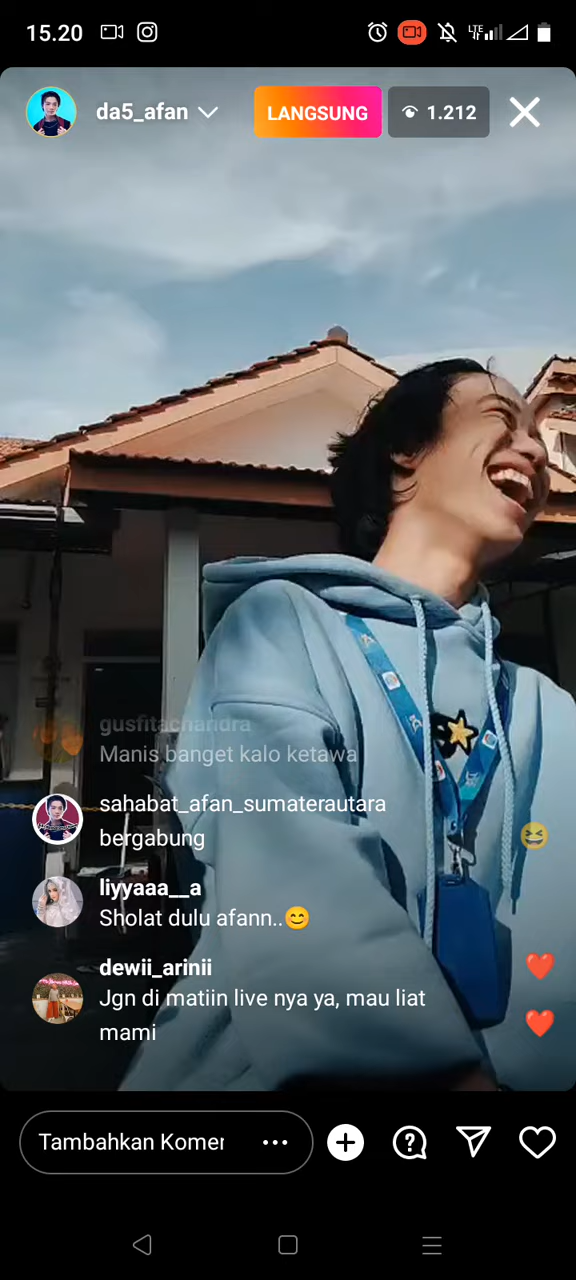 15.20
LTE
da5_afan
LANGSUNG
1.212
gusfitachandra
Manis banget kalo ketawa
sahabat_afan_sumaterautara
bergabung
liyyaaa__a
Sholat dulu afann..😊
dewii_arinii
Jgn di matiin live nya ya, mau liat
mami
Tambahkan Komer